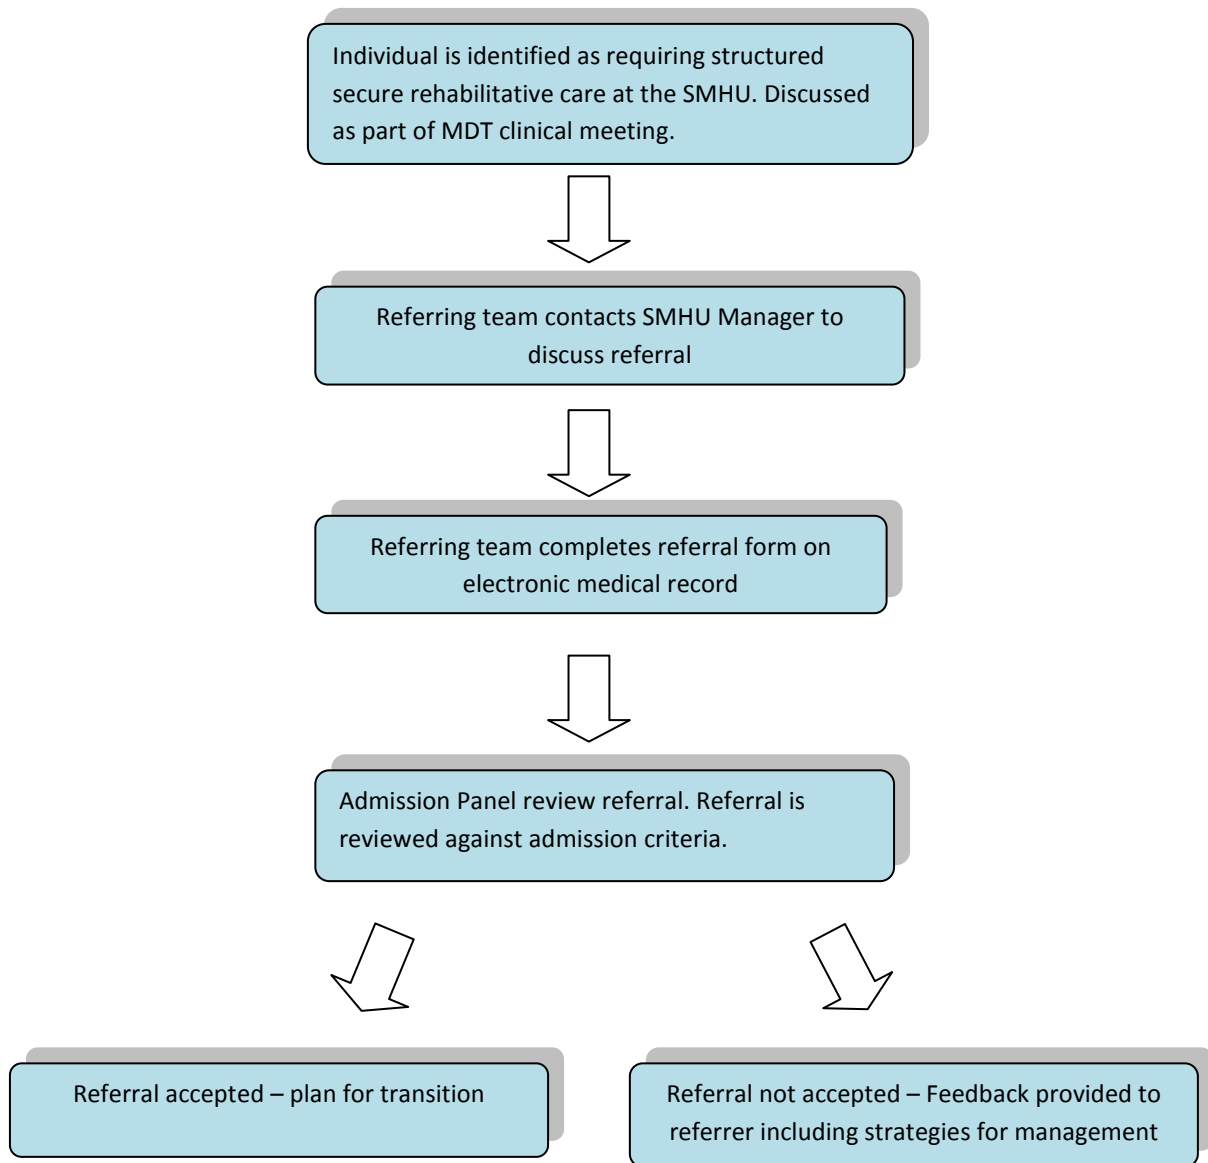 Individual is identified as requiring structured
secure rehabilitative care at the SMHU. Discussed
as part of MDT clinical meeting.
Referring team contacts SMHU Manager to
discuss referral
Referring team completes referral form on
electronic medical record
Admission Panel review referral. Referral is
reviewed against admission criteria.
Referral accepted – plan for transition
Referral not accepted – Feedback provided to
referrer including strategies for management